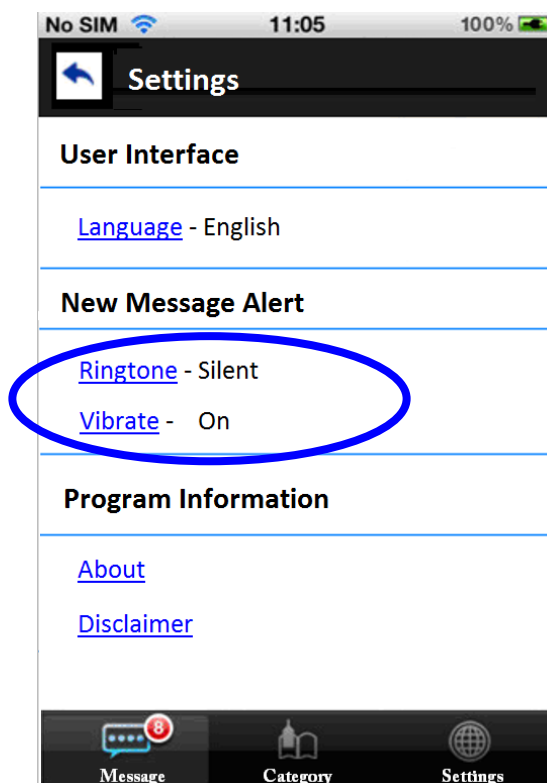 No SIM 11:05 100%
Settings
User Interface
Language - English
New Message Alert
Ringtone - Silent
Vibrate - On
Program Information
About
Disclaimer
8
Message Category Settings